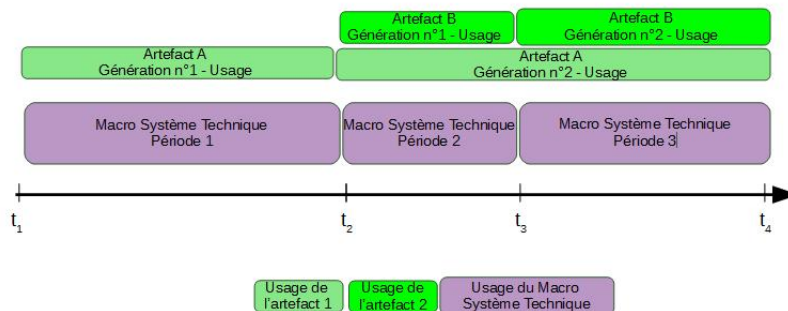 Artefact B
Génération n°1 - Usage
Artefact B
Génération n°2 - Usage
Artefact A
Génération n°1 - Usage
Artefact A
Génération n°2 - Usage
Macro Système Technique
Période 1
Macro Système Technique
Période 2
Macro Système Technique
Période 3
t1
t2
t3
t4
Usage de
l'artefact 1
Usage de
l'artefact 2
Usage du Macro
Système Technique